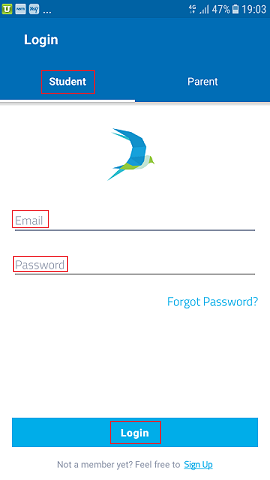 4G 47% 19:03
Login
Student Parent
Email
Password
Forgot Password?
Login
Not a member yet? Feel free to Sign Up